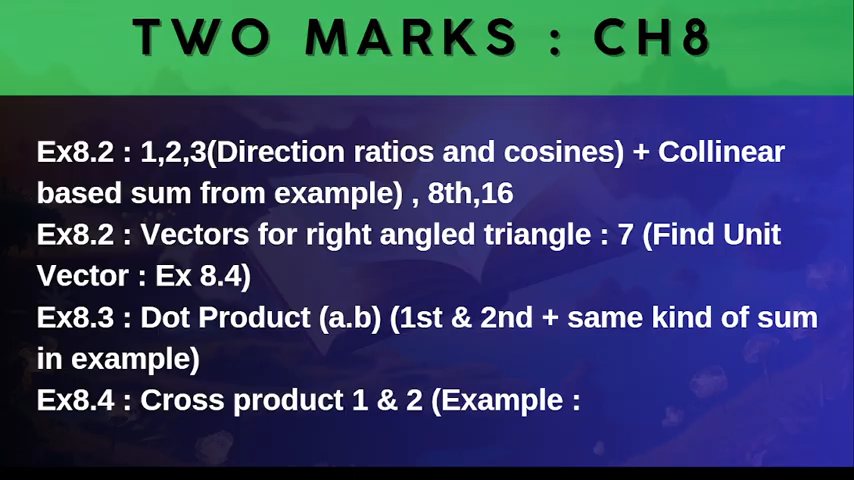 TWO MARKS : CH8
Ex8.2 : 1,2,3(Direction ratios and cosines) + Collinear
based sum from example) , 8th,16
Ex8.2 : Vectors for right angled triangle : 7 (Find Unit
Vector : Ex 8.4)
Ex8.3 : Dot Product (a.b) (1st & 2nd + same kind of sum
in example)
Ex8.4 : Cross product 1 & 2 (Example :